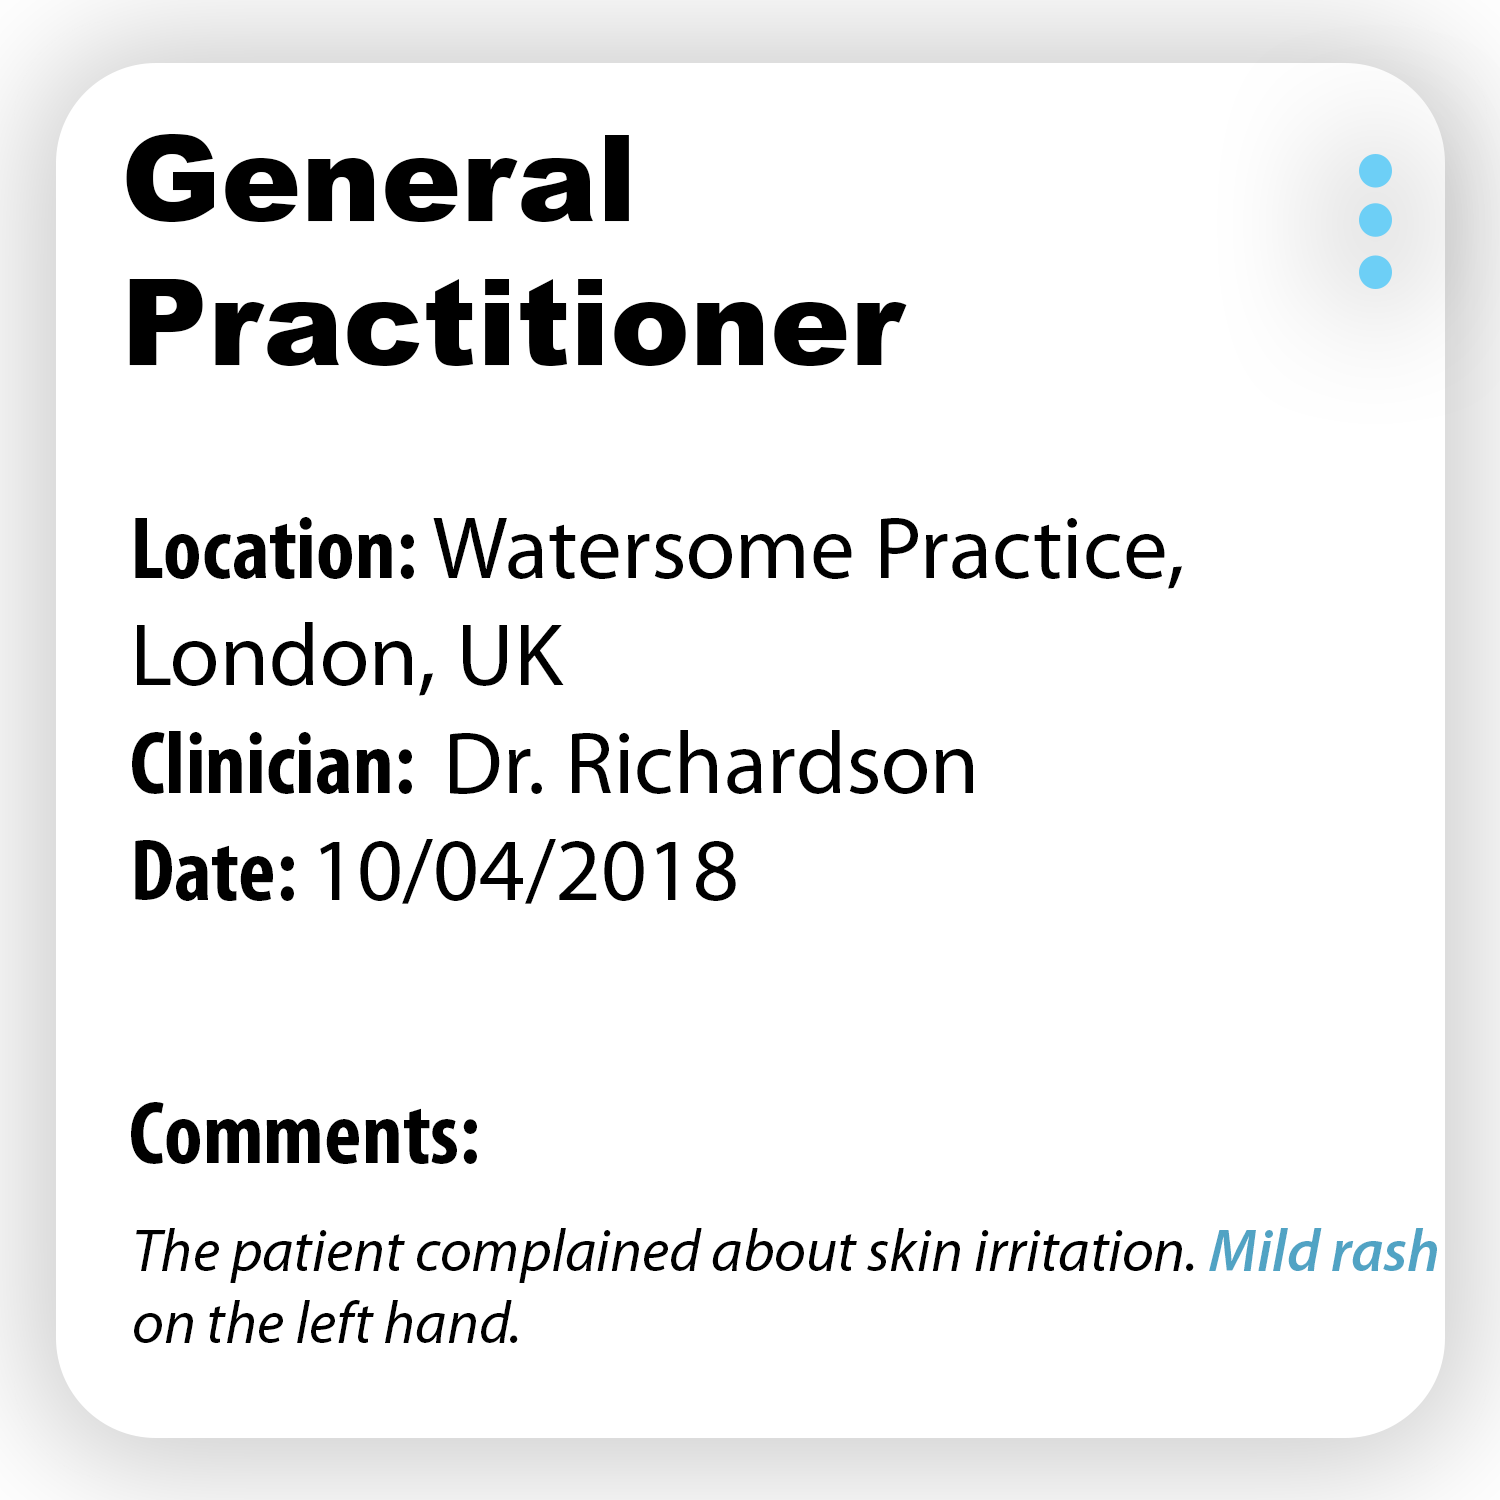 General
Practitioner
Location: Watersome Practice,
London, UK
Clinician: Dr. Richardson
Date: 10/04/2018
Comments:
The patient complained about skin irritation. Mild rash
on the left hand.